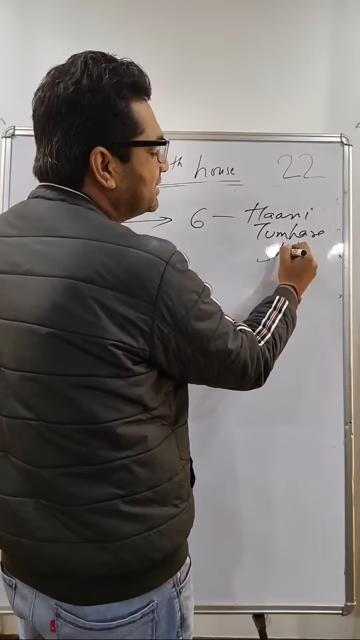 th house 22
→ 6 — Haani
Tumhare